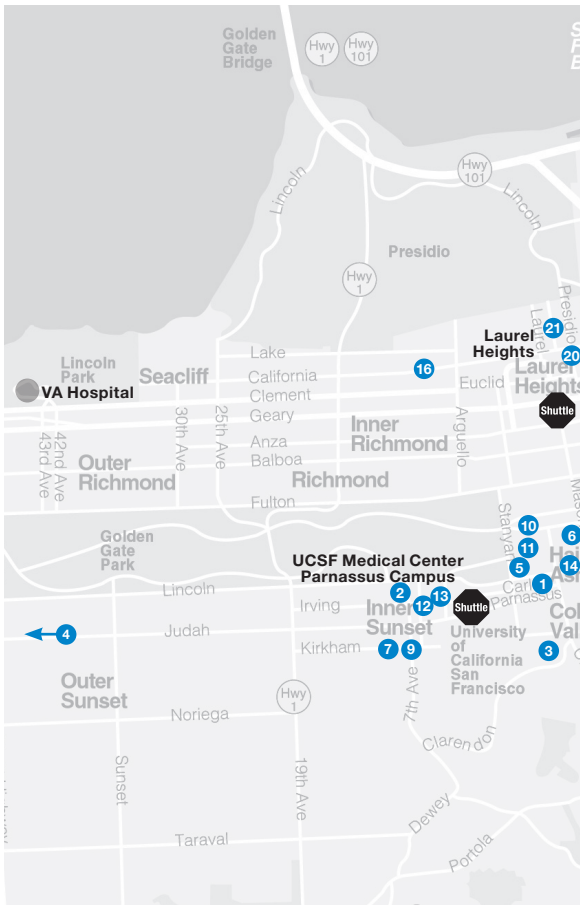 Golden
Gate
Bridge
Hwy
1
Hwy
101
S
F
Hwy
101
Lincoln
Lincoln
Presidio
Hwy
1
Presidio
Laurel
21
Laurel
Heights
20
Laurel
Heights
Lake
California
Clement
Geary
16
Euclid
Lincoln
Park
Seacliff
VA Hospital
Shuttle
30th Ave
25th Ave
43rd Ave
42nd Ave
Anza
Balboa
Inner
Richmond
Arguello
Outer
Richmond
Richmond
Fulton
Stanyan
10
6
11
5
14
Golden
Gate
Park
UCSF Medical Center
Parnassus Campus
Lincoln
2
13
12
Irving
Inner
Sunset
Shuttle
Carl
1
Parnassus
Judah
4
Kirkham
7
9
University
of
California
San
Francisco
3
Outer
Sunset
Noriega
Hwy
1
7th Ave
Clarendon
Sunset
19th Ave
Dewey
Taraval
Portola